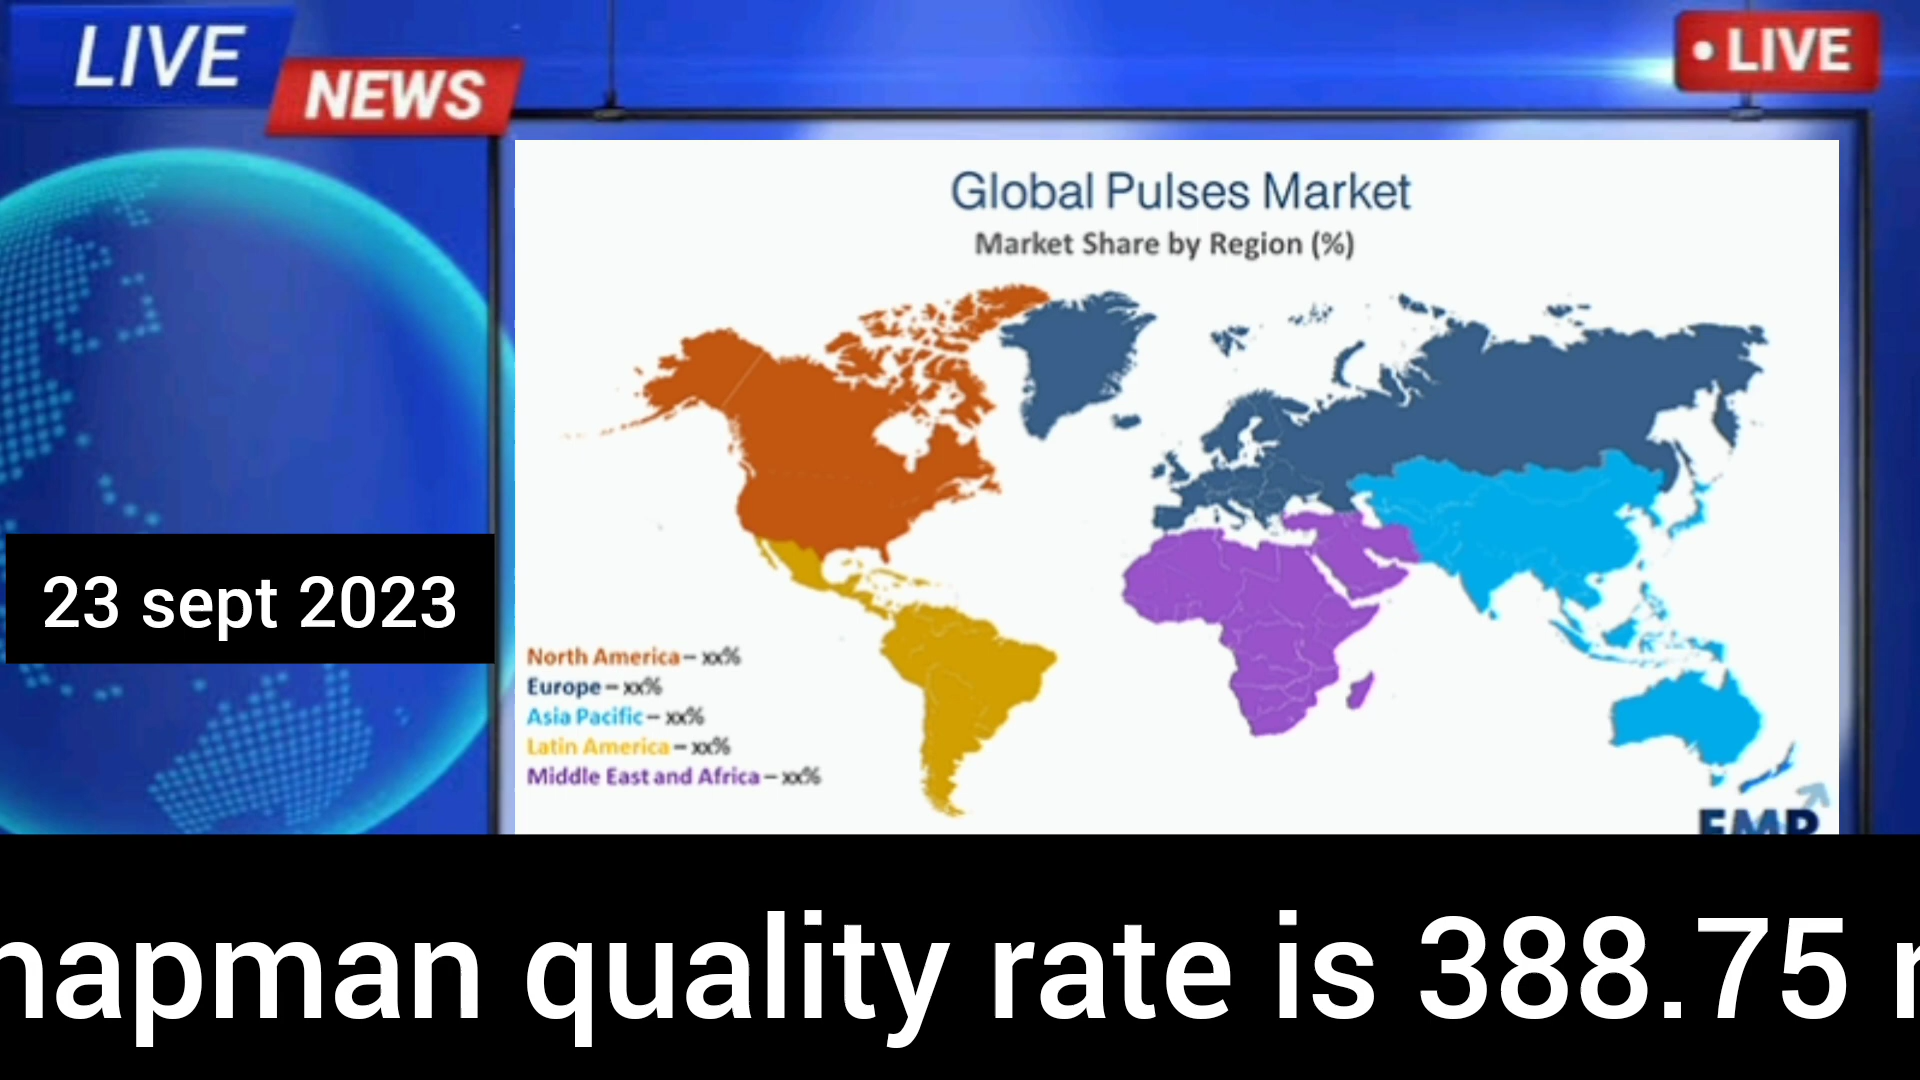 LIVE
NEWS
• LIVE
Global Pulses Market
Market Share by Region (%)
23 sept 2023
North America – xx%
Europe – xx%
Asia Pacific – xx%
Latin America – xx%
Middle East and Africa – xx%
EMR
quality rate is 388.75